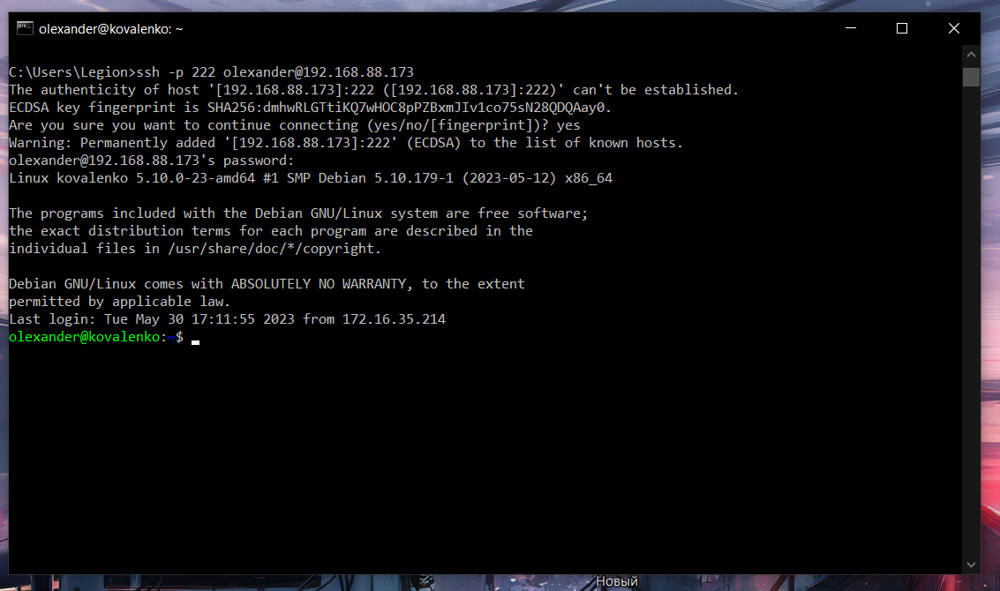 olexander@kovalenko: ~
C:\Users\Legion>ssh -p 222 olexander@192.168.88.173
The authenticity of host '[192.168.88.173]:222 ([192.168.88.173]:222)' can't be established.
ECDSA key fingerprint is SHA256:dmhwRLGTtiKQ7wHOC8pPZBxmJIv1co75sN28QDQAay0.
Are you sure you want to continue connecting (yes/no/[fingerprint])? yes
Warning: Permanently added '[192.168.88.173]:222' (ECDSA) to the list of known hosts.
olexander@192.168.88.173's password:
Linux kovalenko 5.10.0-23-amd64 #1 SMP Debian 5.10.179-1 (2023-05-12) x86_64
The programs included with the Debian GNU/Linux system are free software;
the exact distribution terms for each program are described in the
individual files in /usr/share/doc/*/copyright.
Debian GNU/Linux comes with ABSOLUTELY NO WARRANTY, to the extent
permitted by applicable law.
Last login: Tue May 30 17:11:55 2023 from 172.16.35.214
olexander@kovalenko:~$
Новый